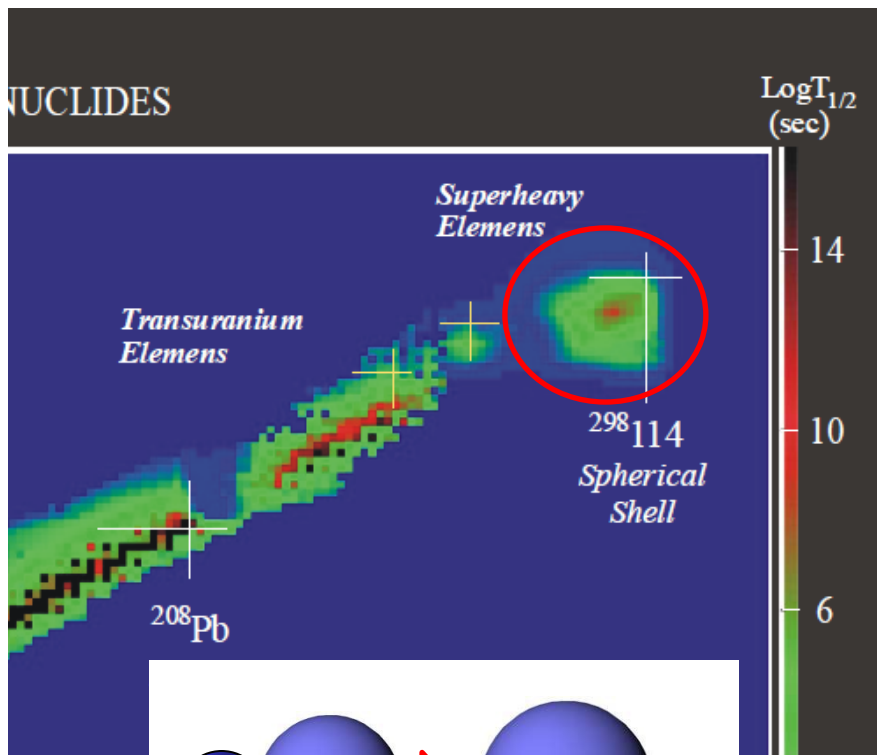 NUCLIDES
LogT1/2
(sec)
Superheavy
Elemens
14
Transuranium
Elemens
298114
10
Spherical
Shell
208Pb
6